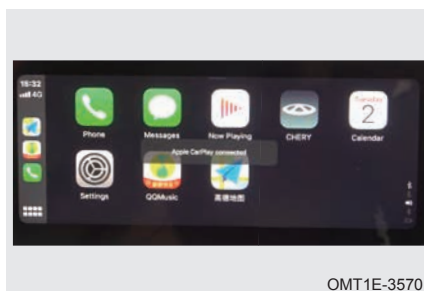 15:32
4G
Phone
Messages
Now Playing
CHERY
Tuesday
2
Calendar
Apple CarPlay connected
Settings
QQMusic
高德地图
OMT1E-3570